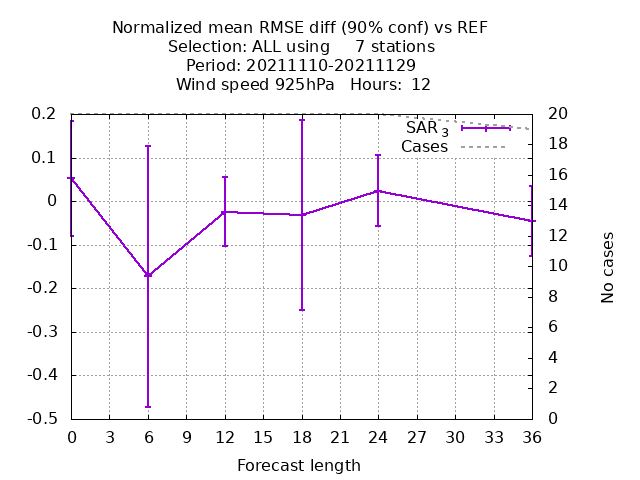 Normalized mean RMSE diff (90% conf) vs REF
Selection: ALL using 7 stations
Period: 20211110-20211129
Wind speed 925hPa Hours: 12
0.2
0.1
0
-0.1
-0.2
-0.3
-0.4
-0.5
20
18
16
14
12
10
8
6
4
2
0
SAR 3
Cases
No cases
0 3 6 9 12 15 18 21 24 27 30 33 36
Forecast length